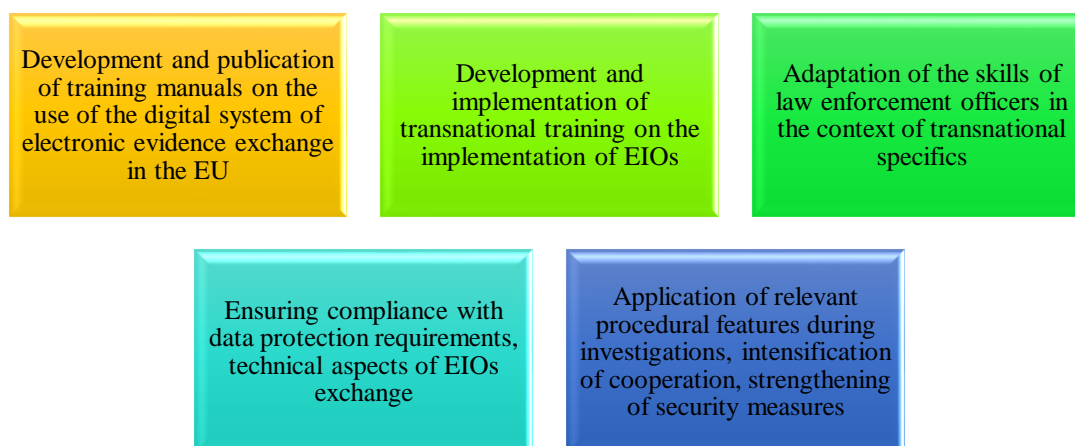 Development and publication
of training manuals on the
use of the digital system of
electronic evidence exchange
in the EU
Development and
implementation of
transnational training on the
implementation of EIOs
Adaptation of the skills of
law enforcement officers in
the context of transnational
specifics
Ensuring compliance with
data protection requirements,
technical aspects of EIOs
exchange
Application of relevant
procedural features during
investigations, intensification
of cooperation, strengthening
of security measures